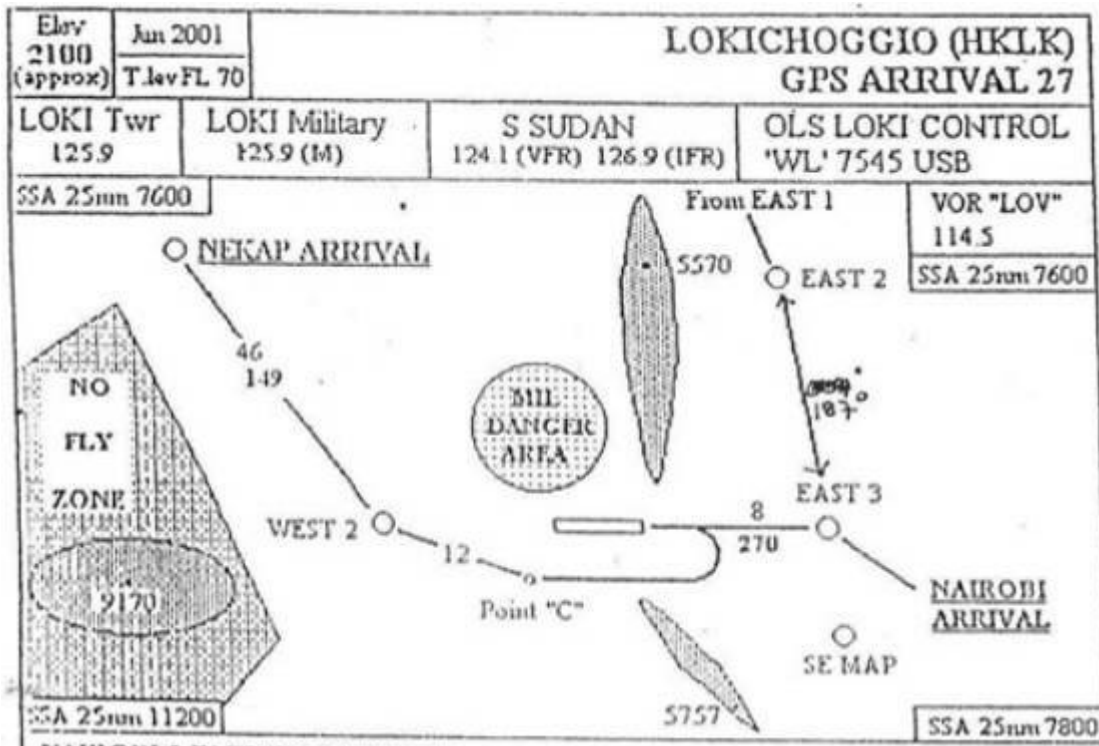 Elev
2100
(approx)
Jun 2001
T.lev FL 70
LOKICHOGGIO (HKLK)
GPS ARRIVAL 27
LOKI Twr
125.9
LOKI Military
125.9 (M)
S SUDAN
124.1 (VFR) 126.9 (IFR)
OLS LOKI CONTROL
'WL' 7545 USB
SSA 25nm 7600
From EAST 1
VOR "LOV"
114.5
SSA 25nm 7600
NEKAP ARRIVAL
5570
EAST 2
46
149
NO
FLY
ZONE
MIL
DANGER
AREA
187°
EAST 3
WEST 2
8
270
12
9170
Point "C"
NAIROBI
ARRIVAL
SE MAP
5757
SSA 25nm 11200
SSA 25nm 7800